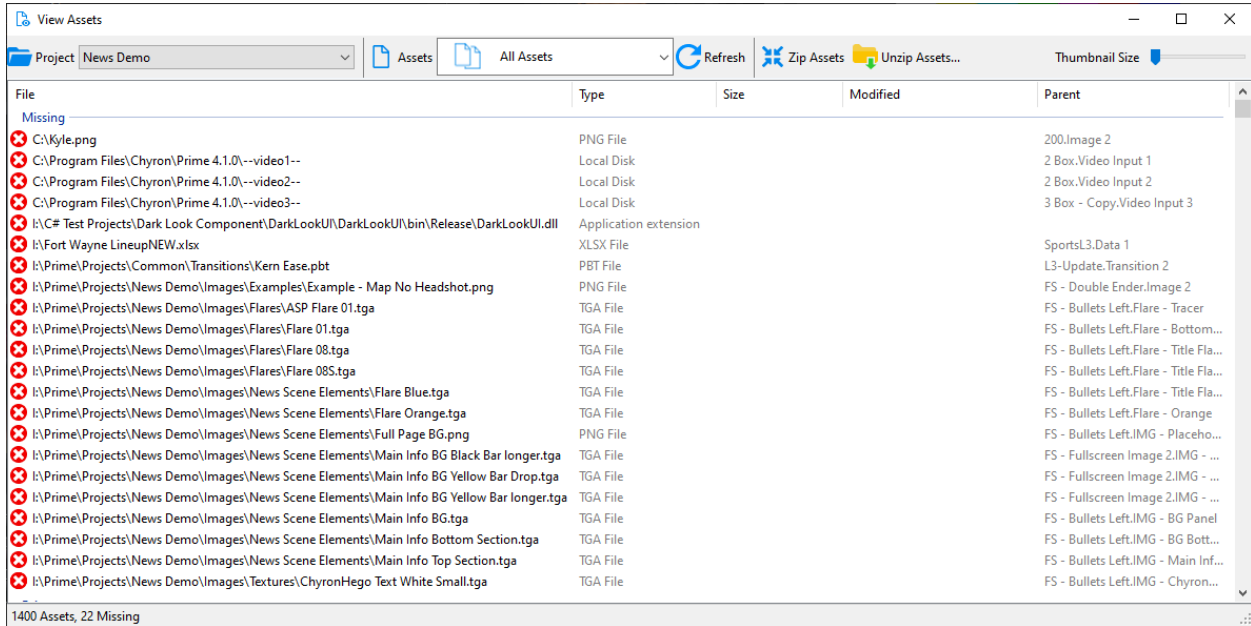 View Assets
Project News Demo Assets All Assets Refresh Zip Assets Unzip Assets... Thumbnail Size
File Type Size Modified Parent
Missing
C:\Kyle.png PNG File 200.Image 2
C:\Program Files\Chyron\Prime 4.1.0\--video1-- Local Disk 2 Box.Video Input 1
C:\Program Files\Chyron\Prime 4.1.0\--video2-- Local Disk 2 Box.Video Input 2
C:\Program Files\Chyron\Prime 4.1.0\--video3-- Local Disk 3 Box - Copy.Video Input 3
I:\C# Test Projects\Dark Look Component\DarkLookUI\DarkLookUI\bin\Release\DarkLookUI.dll Application extension
I:\Fort Wayne LineupNEW.xlsx XLSX File SportsL3.Data 1
I:\Prime\Projects\Common\Transitions\Kern Ease.pbt PBT File L3-Update.Transition 2
I:\Prime\Projects\News Demo\Images\Examples\Example - Map No Headshot.png PNG File FS - Double Ender.Image 2
I:\Prime\Projects\News Demo\Images\Flares\ASP Flare 01.tga TGA File FS - Bullets Left.Flare - Tracer
I:\Prime\Projects\News Demo\Images\Flares\Flare 01.tga TGA File FS - Bullets Left.Flare - Bottom...
I:\Prime\Projects\News Demo\Images\Flares\Flare 08.tga TGA File FS - Bullets Left.Flare - Title Fla...
I:\Prime\Projects\News Demo\Images\Flares\Flare 08S.tga TGA File FS - Bullets Left.Flare - Title Fla...
I:\Prime\Projects\News Demo\Images\News Scene Elements\Flare Blue.tga TGA File FS - Bullets Left.Flare - Title Fla...
I:\Prime\Projects\News Demo\Images\News Scene Elements\Flare Orange.tga TGA File FS - Bullets Left.Flare - Orange
I:\Prime\Projects\News Demo\Images\News Scene Elements\Full Page BG.png PNG File FS - Bullets Left.IMG - Placeho...
I:\Prime\Projects\News Demo\Images\News Scene Elements\Main Info BG Black Bar longer.tga TGA File FS - Fullscreen Image 2.IMG - ...
I:\Prime\Projects\News Demo\Images\News Scene Elements\Main Info BG Yellow Bar Drop.tga TGA File FS - Fullscreen Image 2.IMG - ...
I:\Prime\Projects\News Demo\Images\News Scene Elements\Main Info BG Yellow Bar longer.tga TGA File FS - Fullscreen Image 2.IMG - ...
I:\Prime\Projects\News Demo\Images\News Scene Elements\Main Info BG.tga TGA File FS - Bullets Left.IMG - BG Panel
I:\Prime\Projects\News Demo\Images\News Scene Elements\Main Info Bottom Section.tga TGA File FS - Bullets Left.IMG - BG Bott...
I:\Prime\Projects\News Demo\Images\News Scene Elements\Main Info Top Section.tga TGA File FS - Bullets Left.IMG - Main Inf...
I:\Prime\Projects\News Demo\Images\Textures\ChyronHego Text White Small.tga TGA File FS - Bullets Left.IMG - Chyron...
1400 Assets, 22 Missing